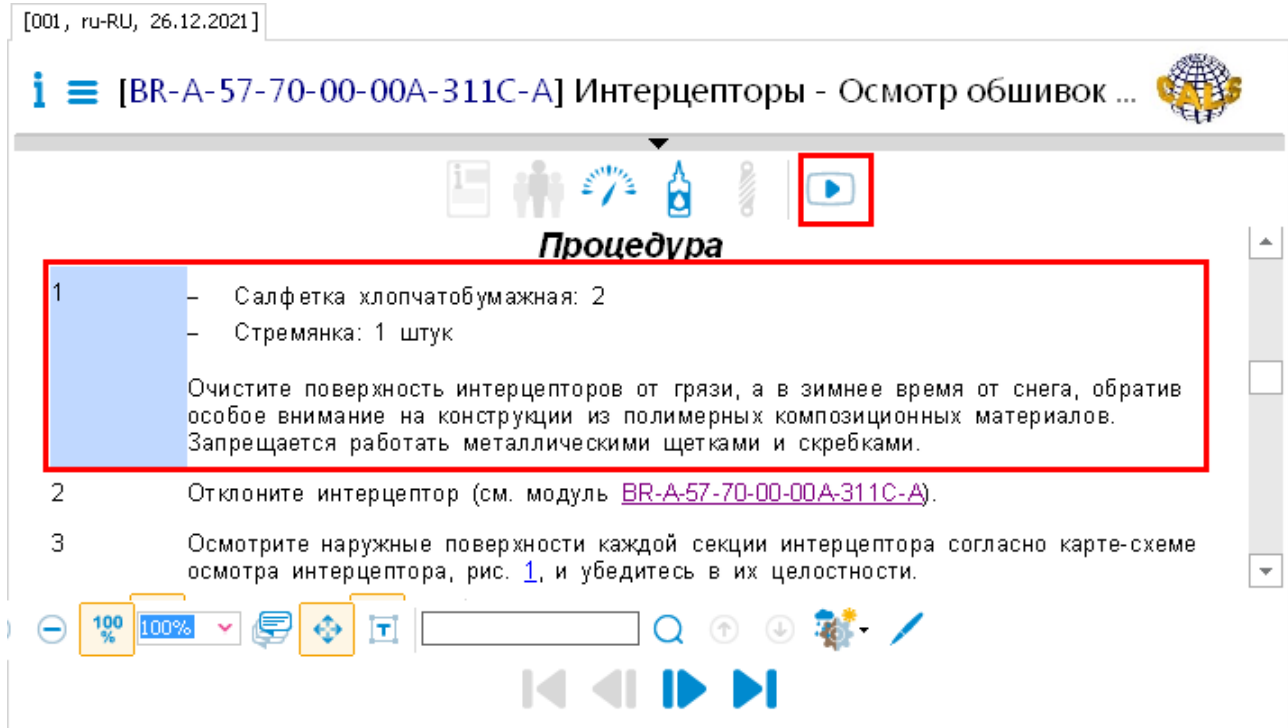 [001, ru-RU, 26.12.2021]
[BR-A-57-70-00-00A-311C-A] Интерцепторы - Осмотр обшивок ...
CALS
Процедура
1
– Салфетка хлопчатобумажная: 2
– Стремянка: 1 штук
Очистите поверхность интерцепторов от грязи, а в зимнее время от снега, обратив
особое внимание на конструкции из полимерных композиционных материалов.
Запрещается работать металлическими щетками и скребками.
2 Отклоните интерцептор (см. модуль BR-A-57-70-00-00A-311C-A).
3 Осмотрите наружные поверхности каждой секции интерцептора согласно карте-схеме
осмотра интерцептора, рис. 1, и убедитесь в их целостности.
100 % 100% T